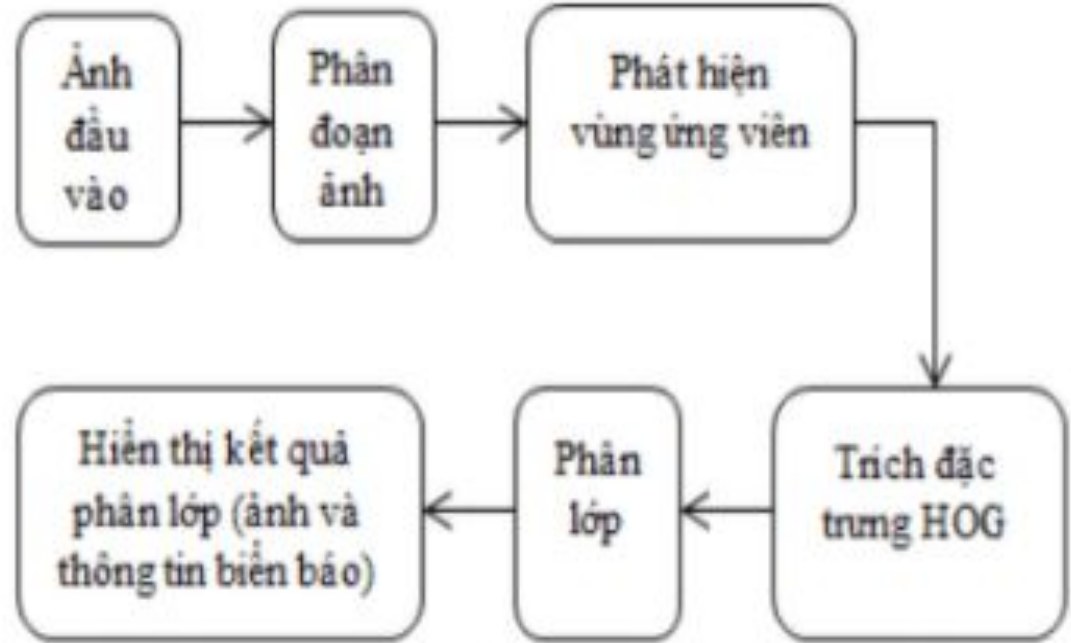 Ảnh
đầu
vào
Phân
đoạn
ảnh
Phát hiện
vùng ứng viên
Trích đặc
trưng HOG
Phân
lớp
Hiển thị kết quả
phân lớp (ảnh và
thông tin biển báo)